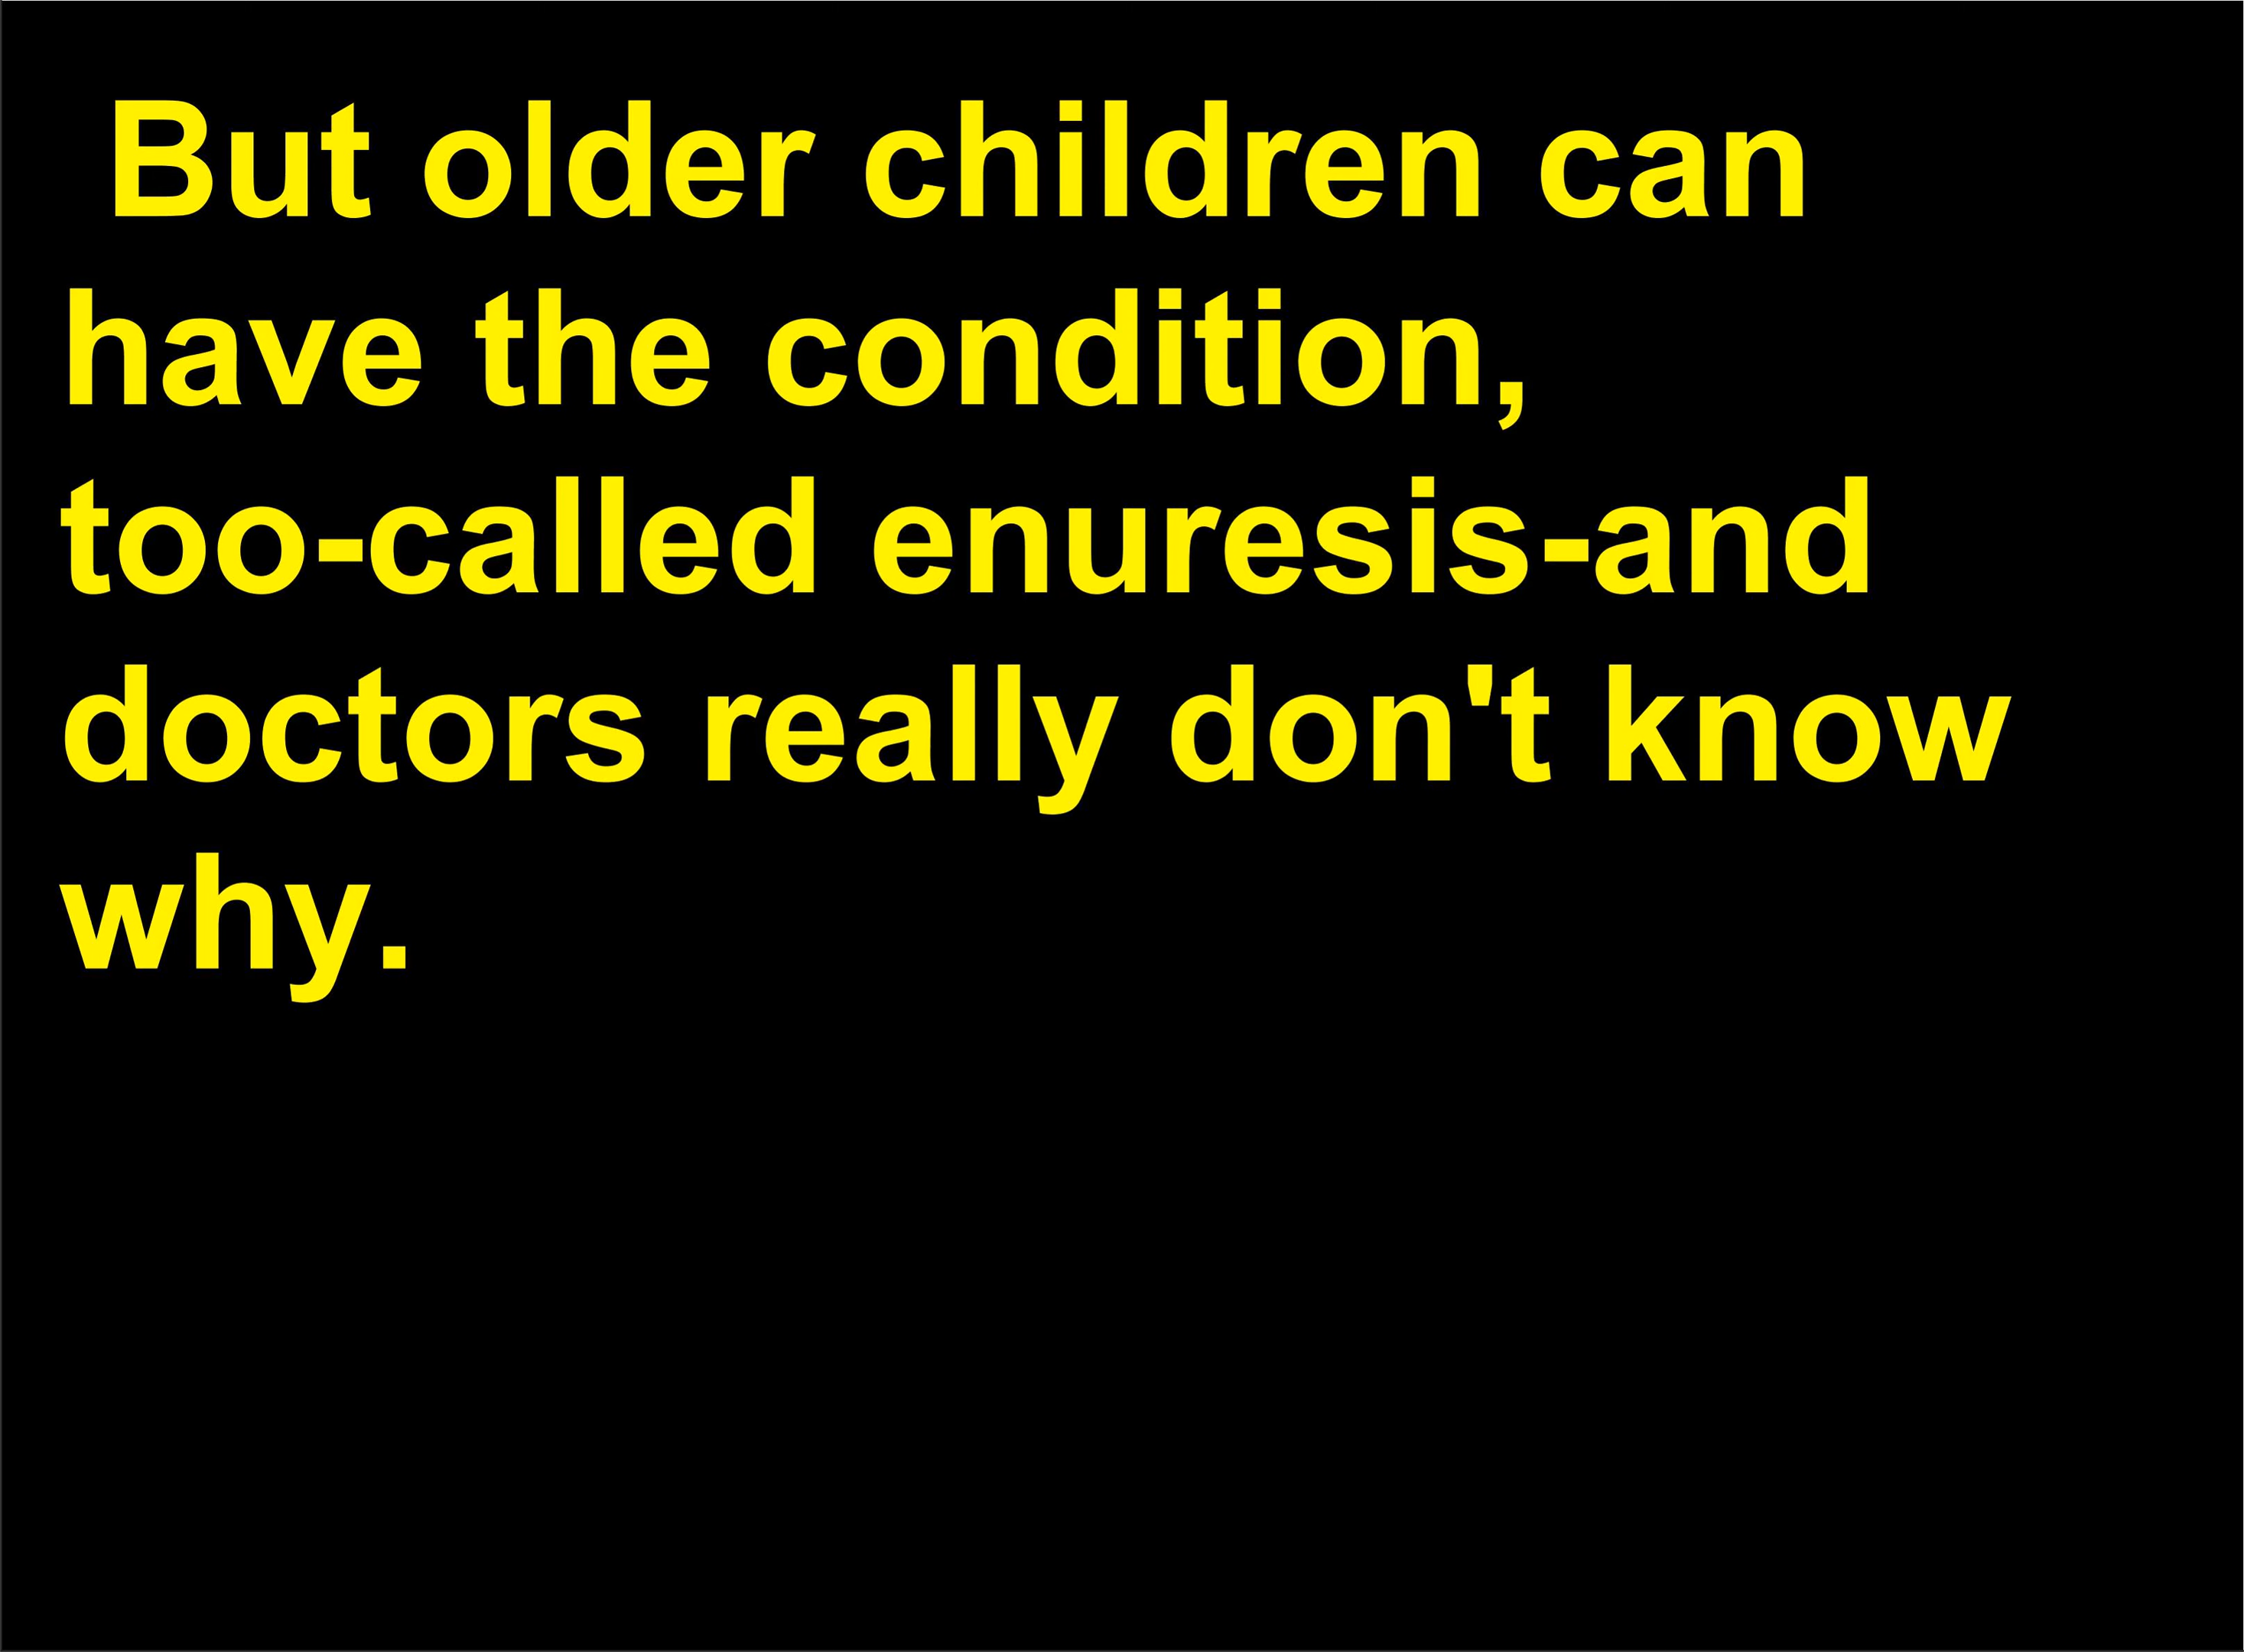 But older children can
have the condition,
too-called enuresis-and
doctors really don't know
why.